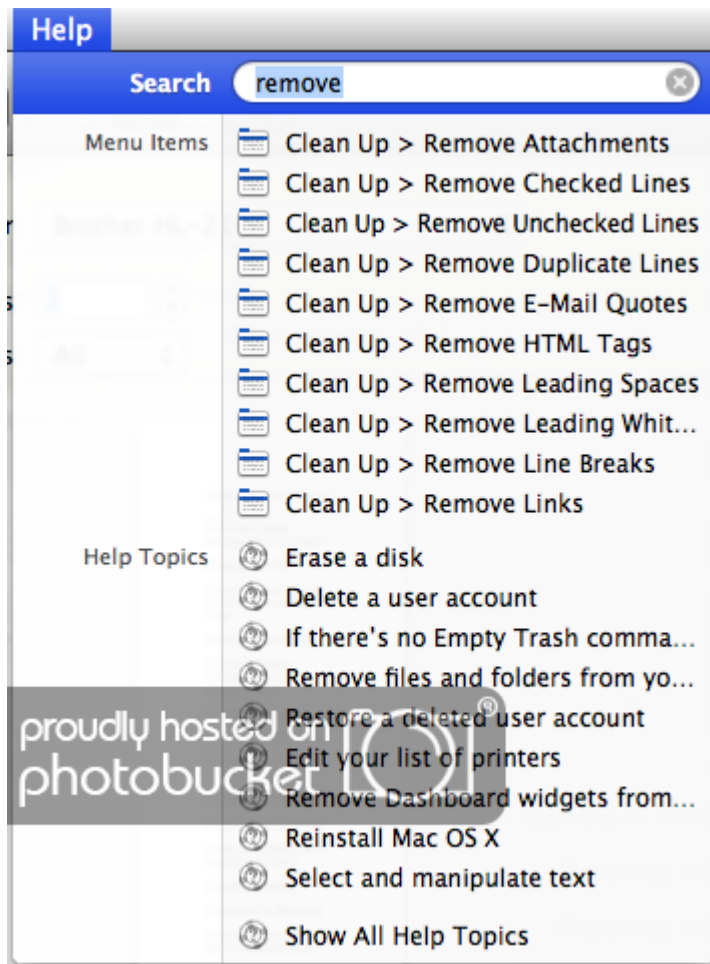 Help
Search remove
Menu Items Clean Up > Remove Attachments
Clean Up > Remove Checked Lines
Clean Up > Remove Unchecked Lines
Clean Up > Remove Duplicate Lines
Clean Up > Remove E-Mail Quotes
Clean Up > Remove HTML Tags
Clean Up > Remove Leading Spaces
Clean Up > Remove Leading Whit...
Clean Up > Remove Line Breaks
Clean Up > Remove Links
Help Topics Erase a disk
Delete a user account
If there's no Empty Trash comma...
Remove files and folders from yo...
Restore a deleted user account
Edit your list of printers
Remove Dashboard widgets from...
Reinstall Mac OS X
Select and manipulate text
Show All Help Topics
proudly hosted on
photobucket